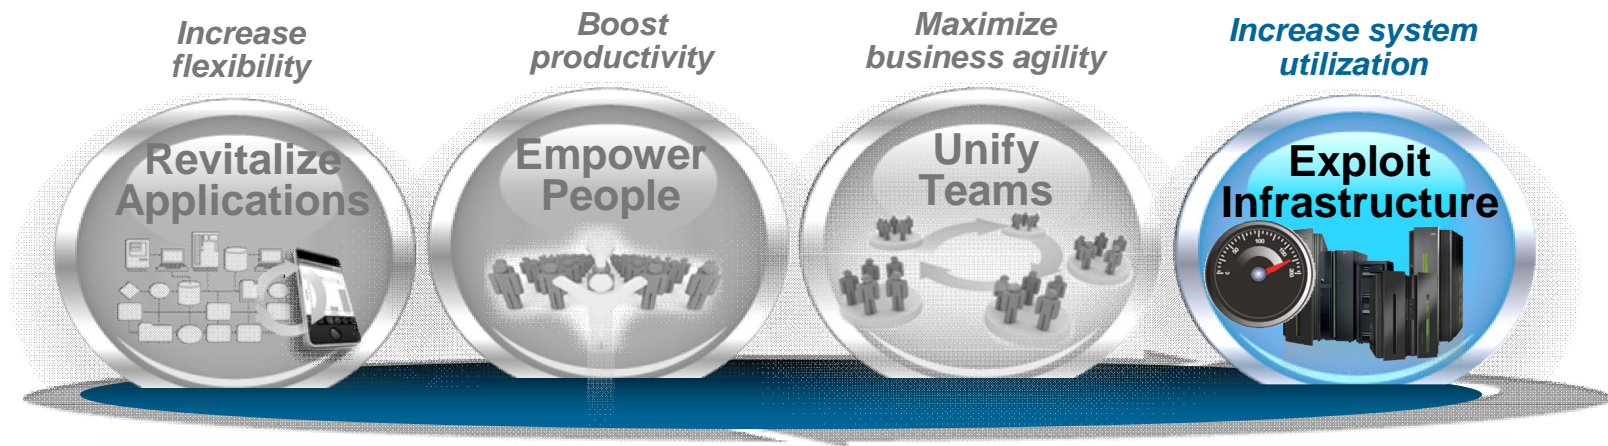 Increase
flexibility
Boost
productivity
Maximize
business agility
Increase system
utilization
Revitalize
Applications
Empower
People
Unify
Teams
Exploit
Infrastructure